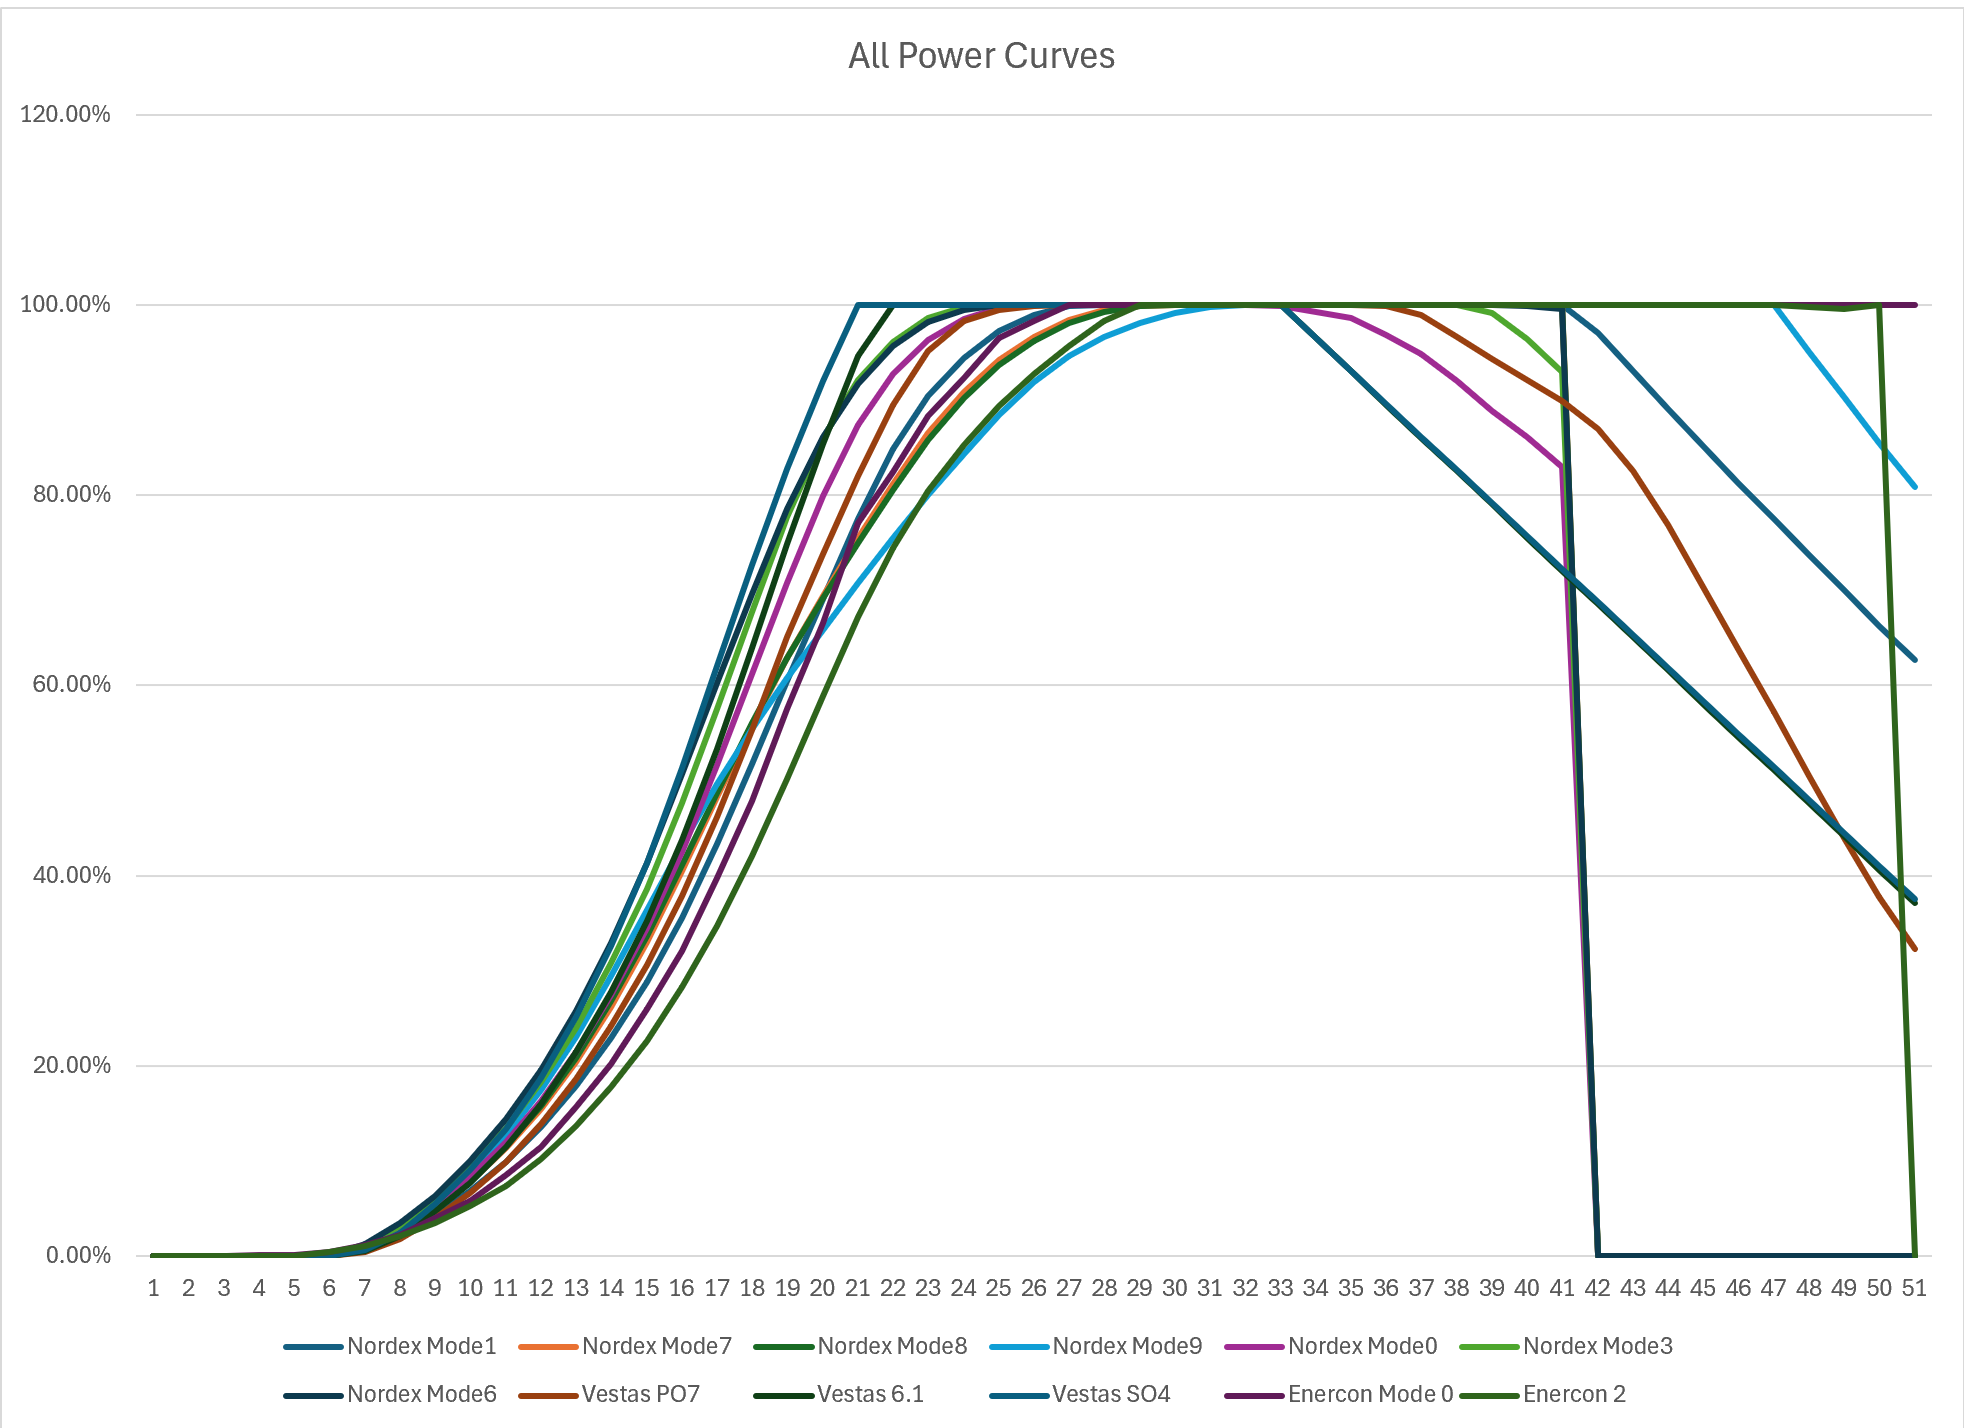 All Power Curves
120.00%
100.00%
80.00%
60.00%
40.00%
20.00%
0.00%
1 2 3 4 5 6 7 8 9 10 11 12 13 14 15 16 17 18 19 20 21 22 23 24 25 26 27 28 29 30 31 32 33 34 35 36 37 38 39 40 41 42 43 44 45 46 47 48 49 50 51
Nordex Mode1 Nordex Mode7 Nordex Mode8 Nordex Mode9 Nordex Mode0 Nordex Mode3
Nordex Mode6 Vestas PO7 Vestas 6.1 Vestas SO4 Enercon Mode 0 Enercon 2